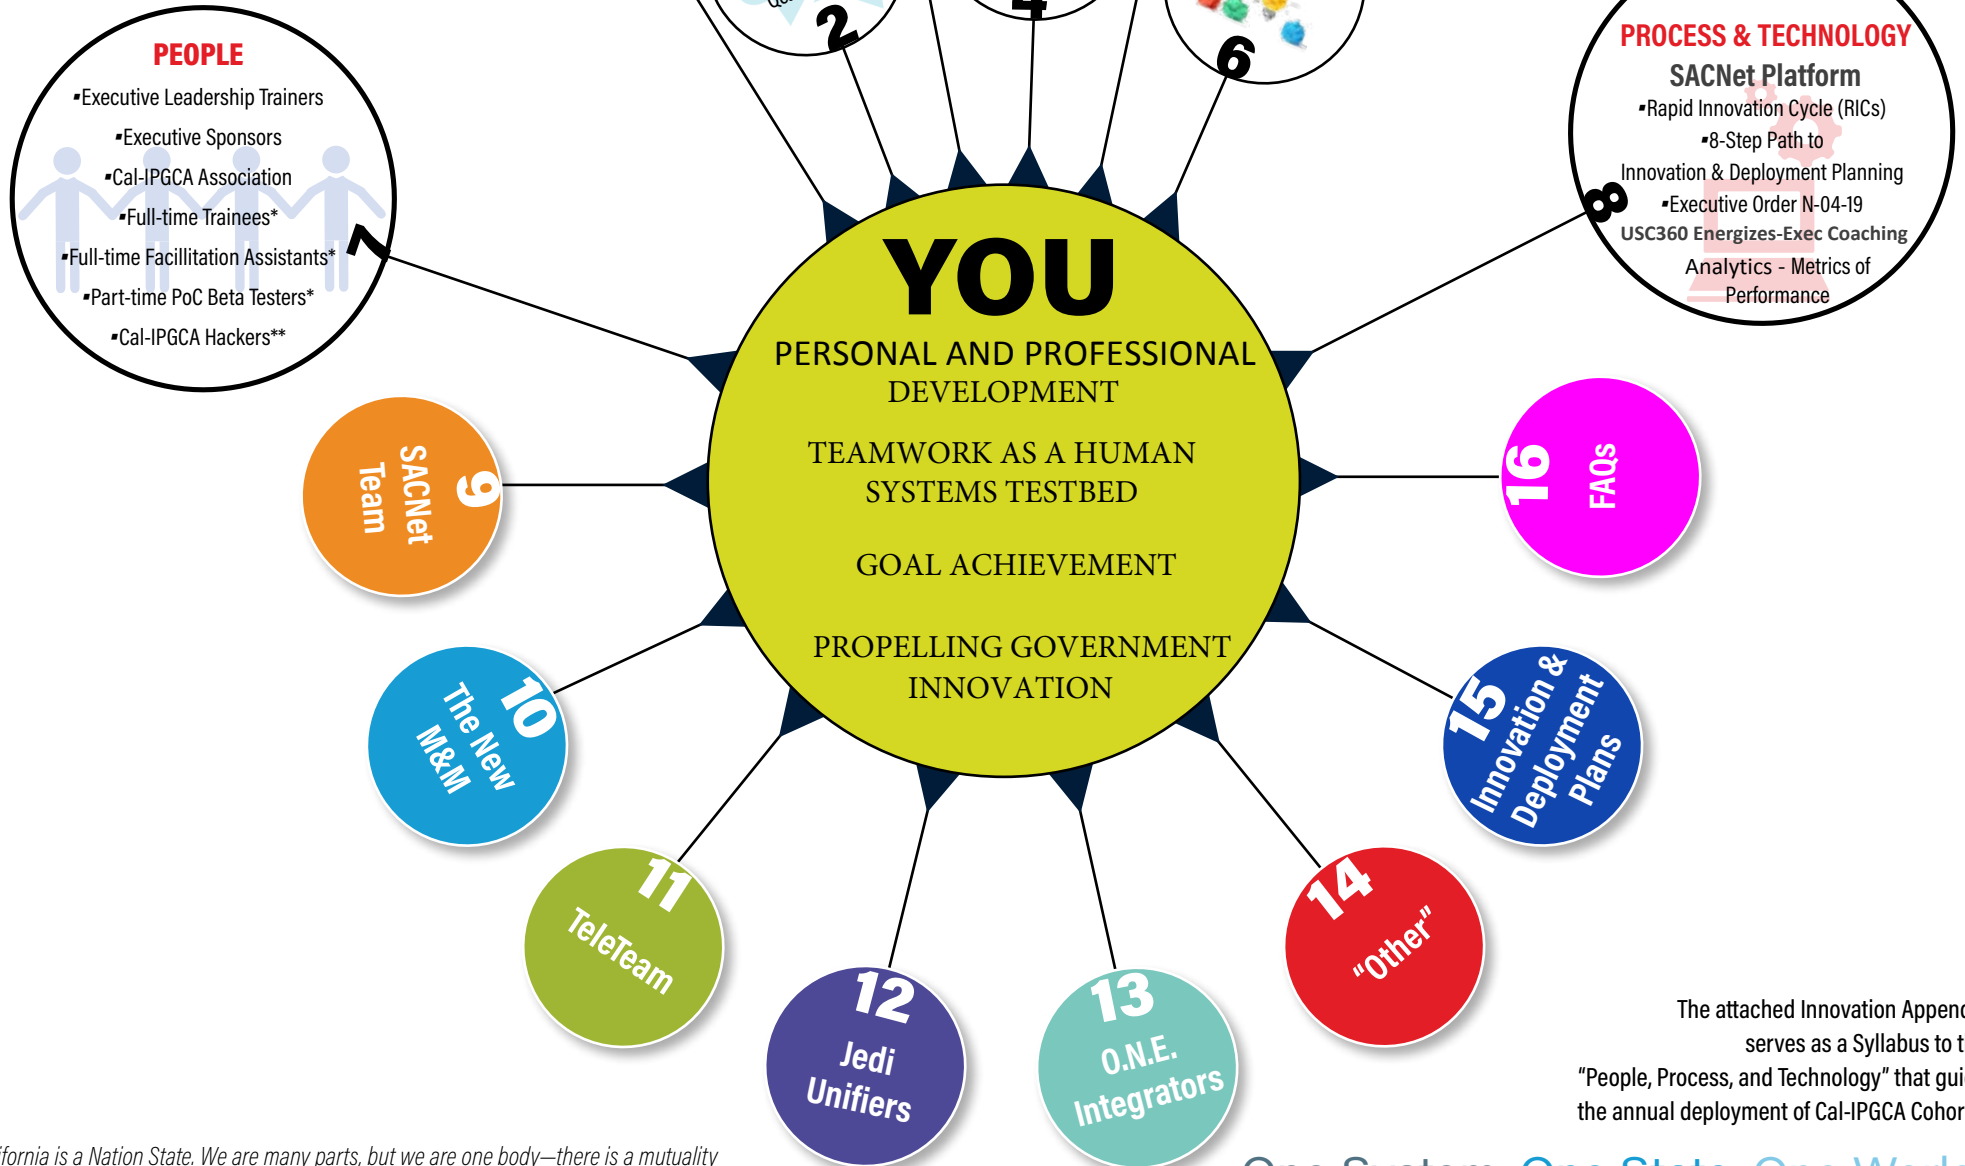 2
4
6
PEOPLE
▪Executive Leadership Trainers
▪Executive Sponsors
▪Cal-IPGCA Association
▪Full-time Trainees*
▪Full-time Facillitation Assistants*
▪Part-time PoC Beta Testers*
▪Cal-IPGCA Hackers**
7
PROCESS & TECHNOLOGY
SACNet Platform
▪Rapid Innovation Cycle (RICs)
▪8-Step Path to
Innovation & Deployment Planning
▪Executive Order N-04-19
USC360 Energizes-Exec Coaching
Analytics - Metrics of
Performance
8
YOU
PERSONAL AND PROFESSIONAL
DEVELOPMENT
TEAMWORK AS A HUMAN
SYSTEMS TESTBED
GOAL ACHIEVEMENT
PROPELLING GOVERNMENT
INNOVATION
9
SACNet
Team
10
The New
M&M
11
TeleTeam
12
Jedi
Unifiers
13
O.N.E.
Integrators
14
"Other"
15
Innovation &
Deployment
Plans
16
FAQs
The attached Innovation
serves as a Syllabus to
“People, Process, and Technology” that
the annual deployment of Cal-IPGCA
is a Nation State. We are many parts, but we are one body—there is a mutuality
One System. One State. One